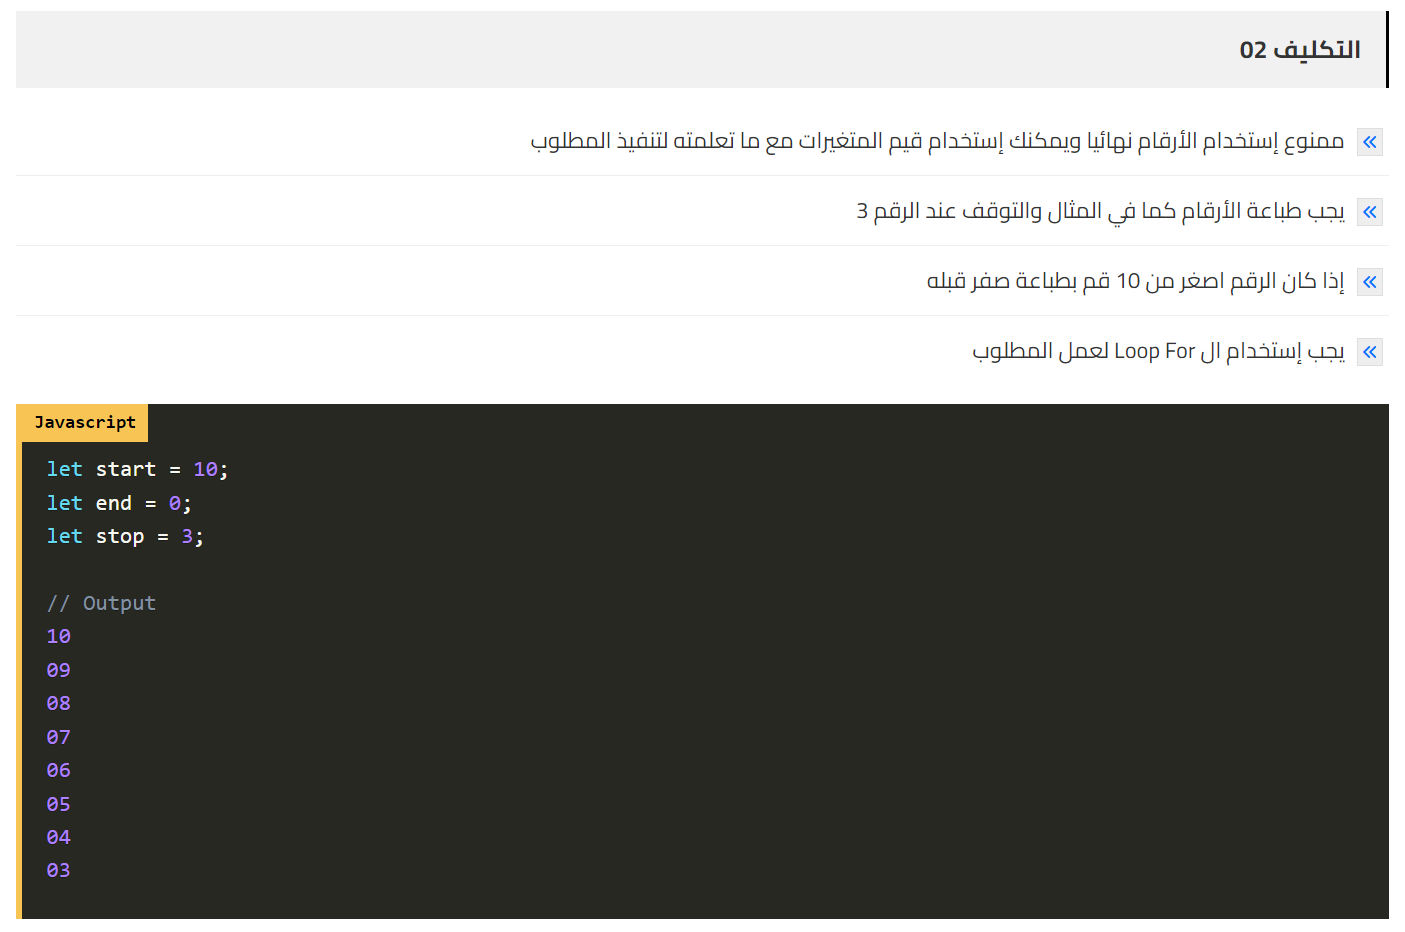 التكليف 02
ممنوع إستخدام الأرقام نهائيا ويمكنك إستخدام قيم المتغيرات مع ما تعلمته لتنفيذ المطلوب
يجب طباعة الأرقام كما في المثال والتوقف عند الرقم 3
إذا كان الرقم اصغر من 10 قم بطباعة صفر قبله
يجب إستخدام ال Loop For لعمل المطلوب
Javascript
let start = 10;
let end = 0;
let stop = 3;
// Output
10
09
08
07
06
05
04
03